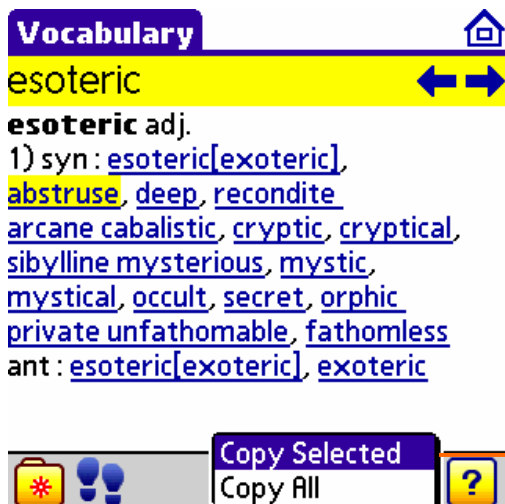 Vocabulary
esoteric
esoteric adj.
1) syn : esoteric[exoteric],
abstruse, deep, recondite
arcane cabalistic, cryptic, cryptical,
sibylline mysterious, mystic,
mystical, occult, secret, orphic
private unfathomable, fathomless
ant : esoteric[exoteric], exoteric
Copy Selected
Copy All
?